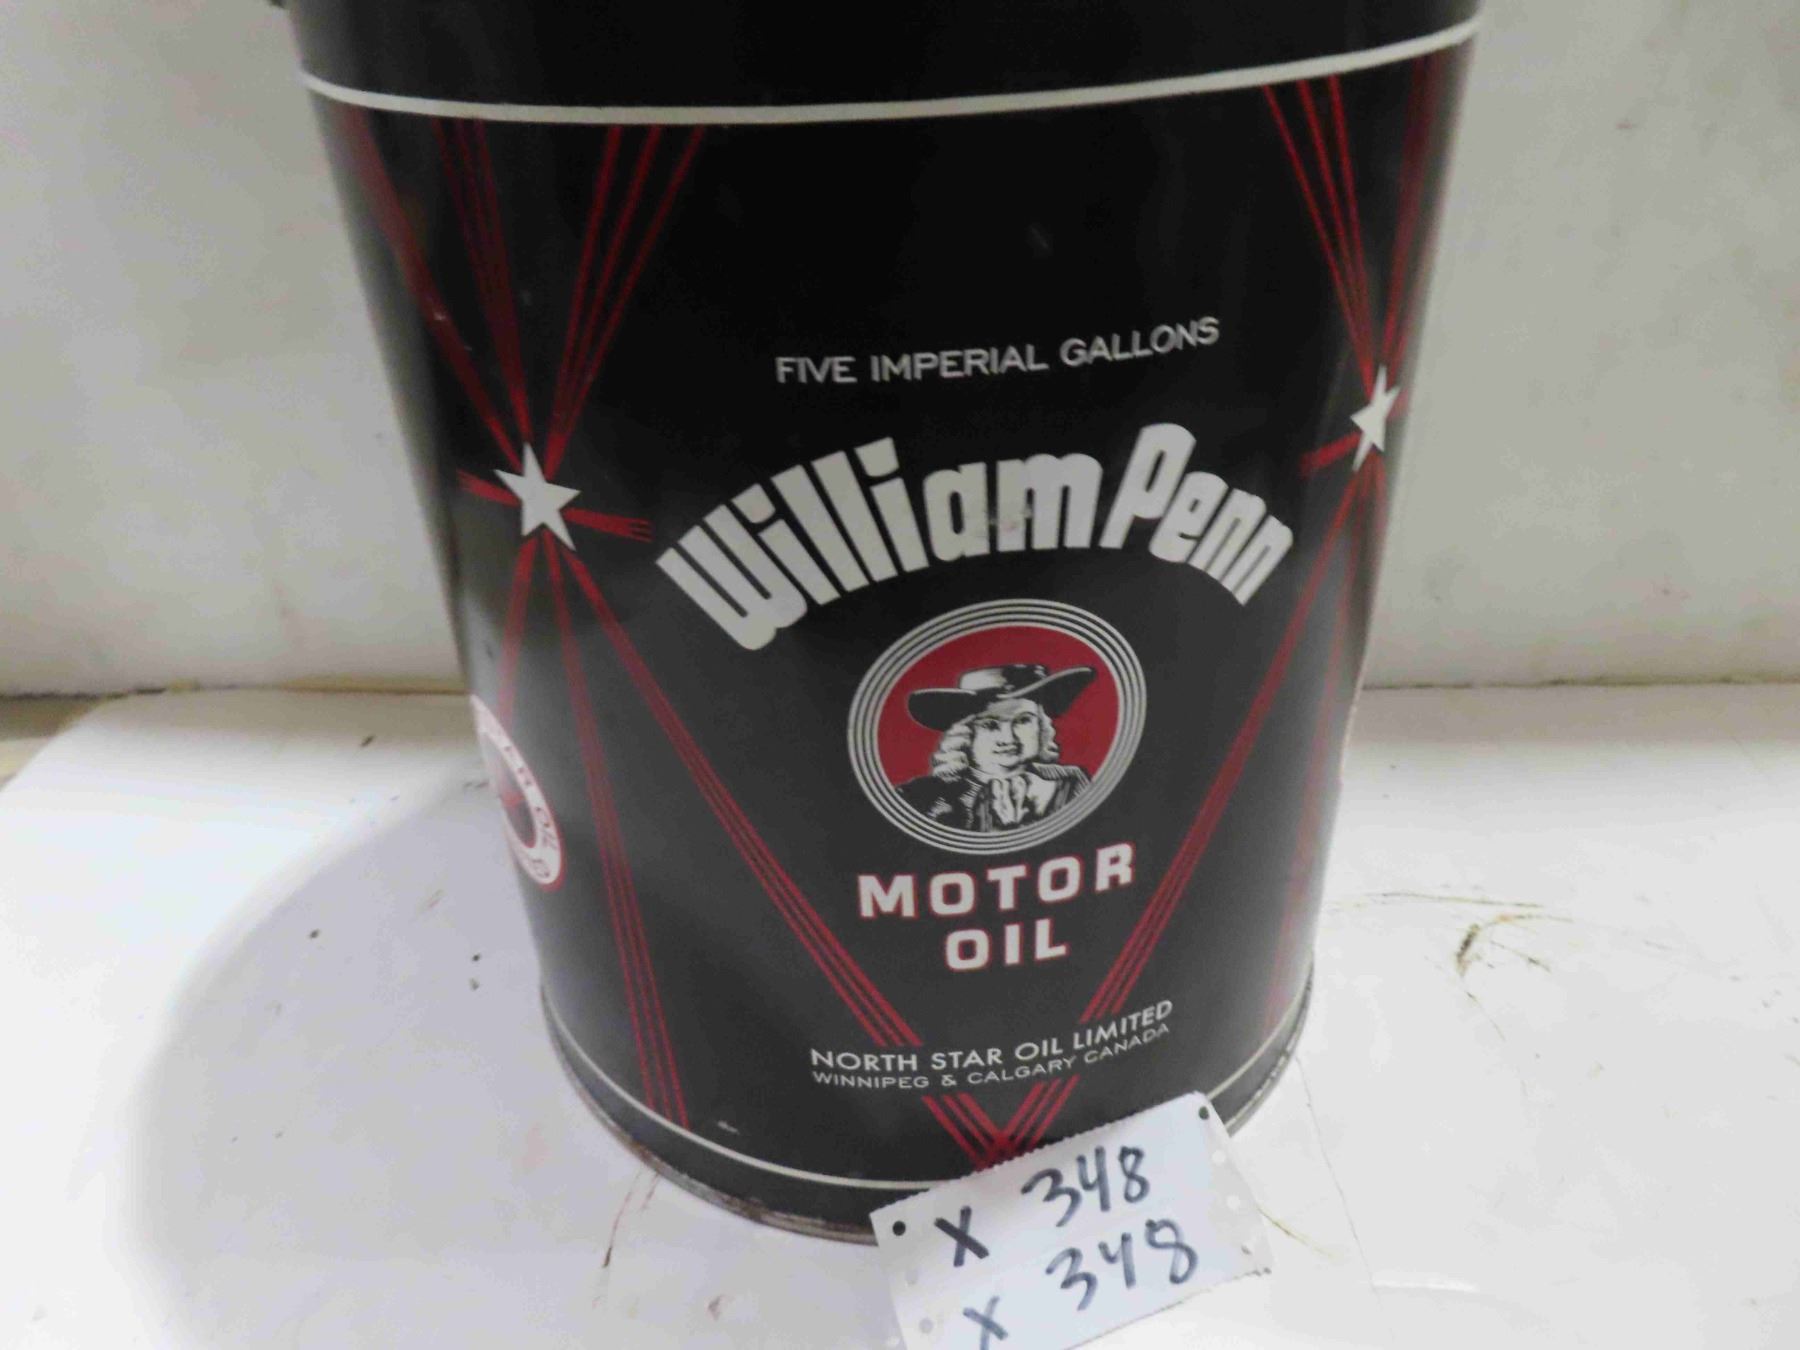 FIVE IMPERIAL GALLONS
William Penn
MOTOR
OIL
NORTH STAR OIL LIMITED
WINNIPEG & CALGARY CANADA
X 348
X 348